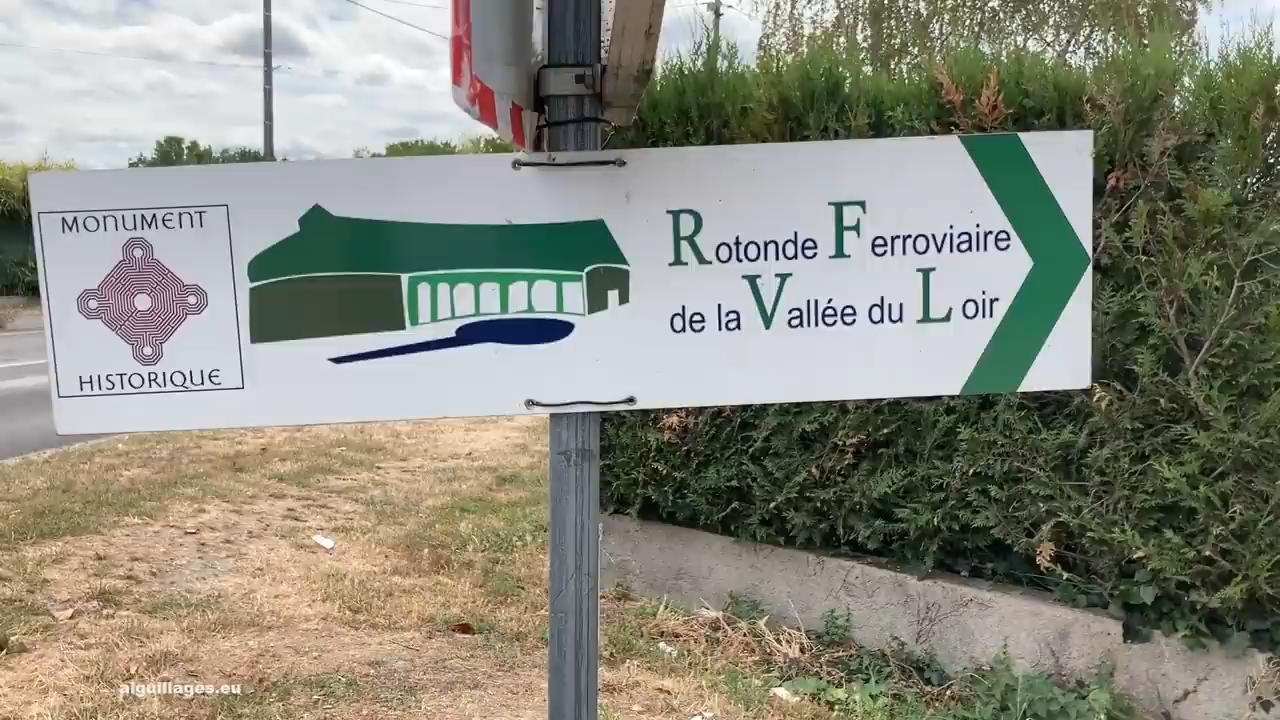 MONUMENT
HISTORIQUE
Rotonde Ferroviaire
de la Vallée du Loir
aiguillages.eu